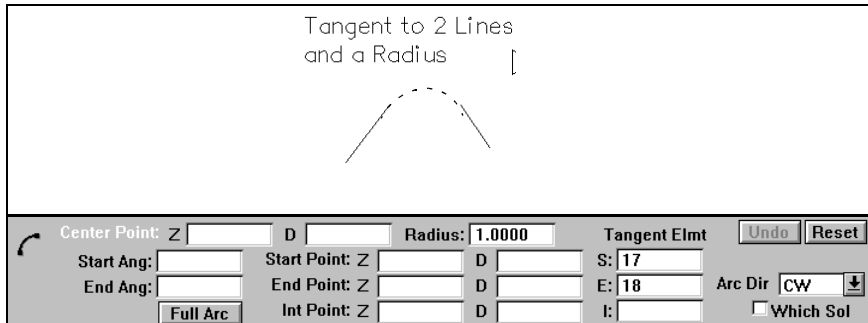 Tangent to 2 Lines
and a Radius
Center Point: Z D Radius: 1.0000 Tangent Elmt Undo Reset
Start Ang: Start Point: Z D S: 17
End Ang: End Point: Z D E: 18 Arc Dir CW
Full Arc Int Point: Z D I: Which Sol